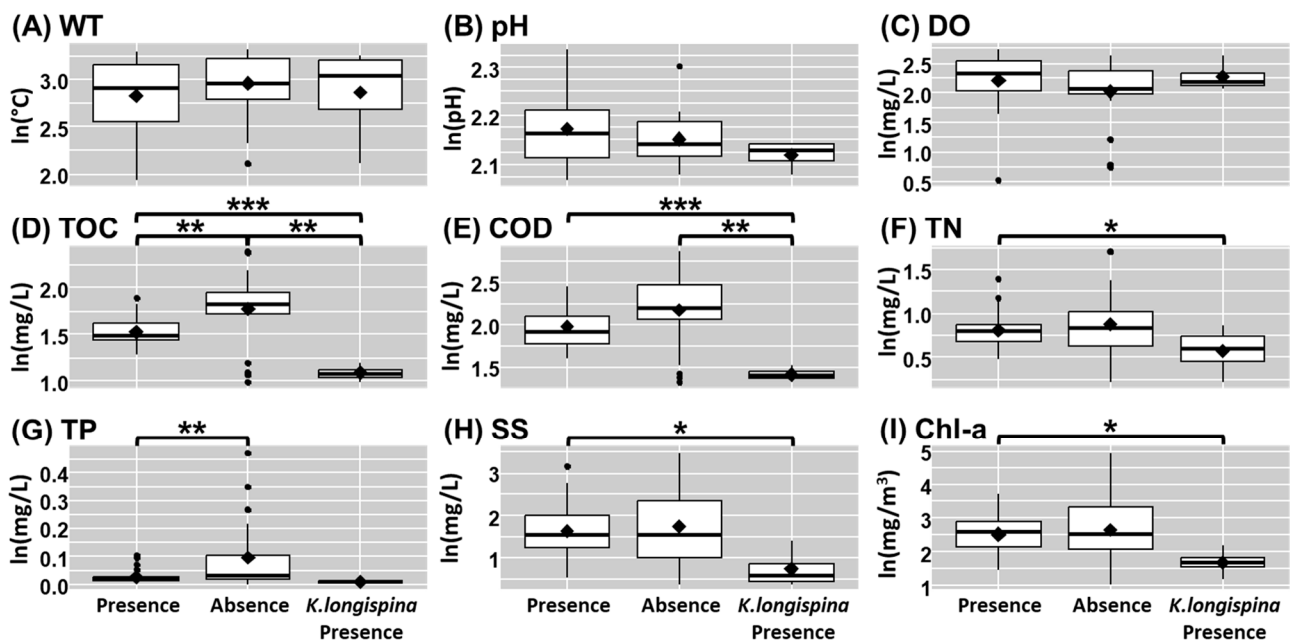 (A) WT
ln(°C)
3.0
2.5
2.0
(B) pH
ln(pH)
2.3
2.2
2.1
(C) DO
ln(mg/L)
2.5
2.0
1.5
1.0
0.5
(D) TOC
***
**
**
ln(mg/L)
2.0
1.5
1.0
(E) COD
***
**
ln(mg/L)
2.5
2.0
1.5
(F) TN
*
ln(mg/L)
1.5
1.0
0.5
(G) TP
**
ln(mg/L)
0.4
0.5
0.3
0.2
0.1
0.0
(H) SS
*
ln(mg/L)
3
2
1
(I) Chl-a
*
ln(mg/m³)
5
4
3
2
1
Presence
Absence
K.longispina
Presence
Presence
Absence
K.longispina
Presence
Presence
Absence
K.longispina
Presence